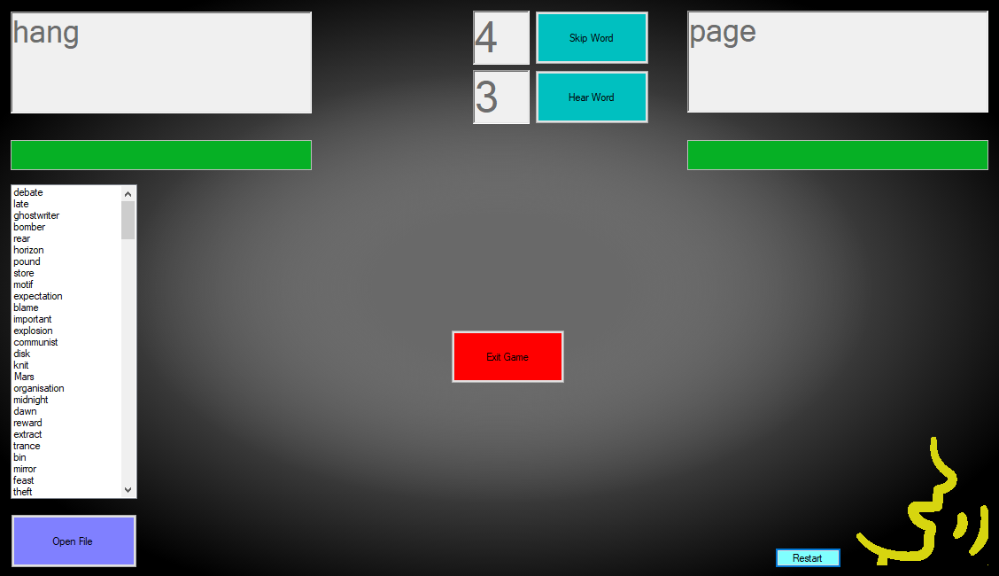 hang
4
Skip Word
page
3
Hear Word
debate
late
ghostwriter
bomber
rear
horizon
pound
store
motif
expectation
blame
important
explosion
communist
disk
knit
Mars
organisation
midnight
dawn
reward
extract
trance
bin
mirror
feast
theft
Exit Game
Open File
Restart